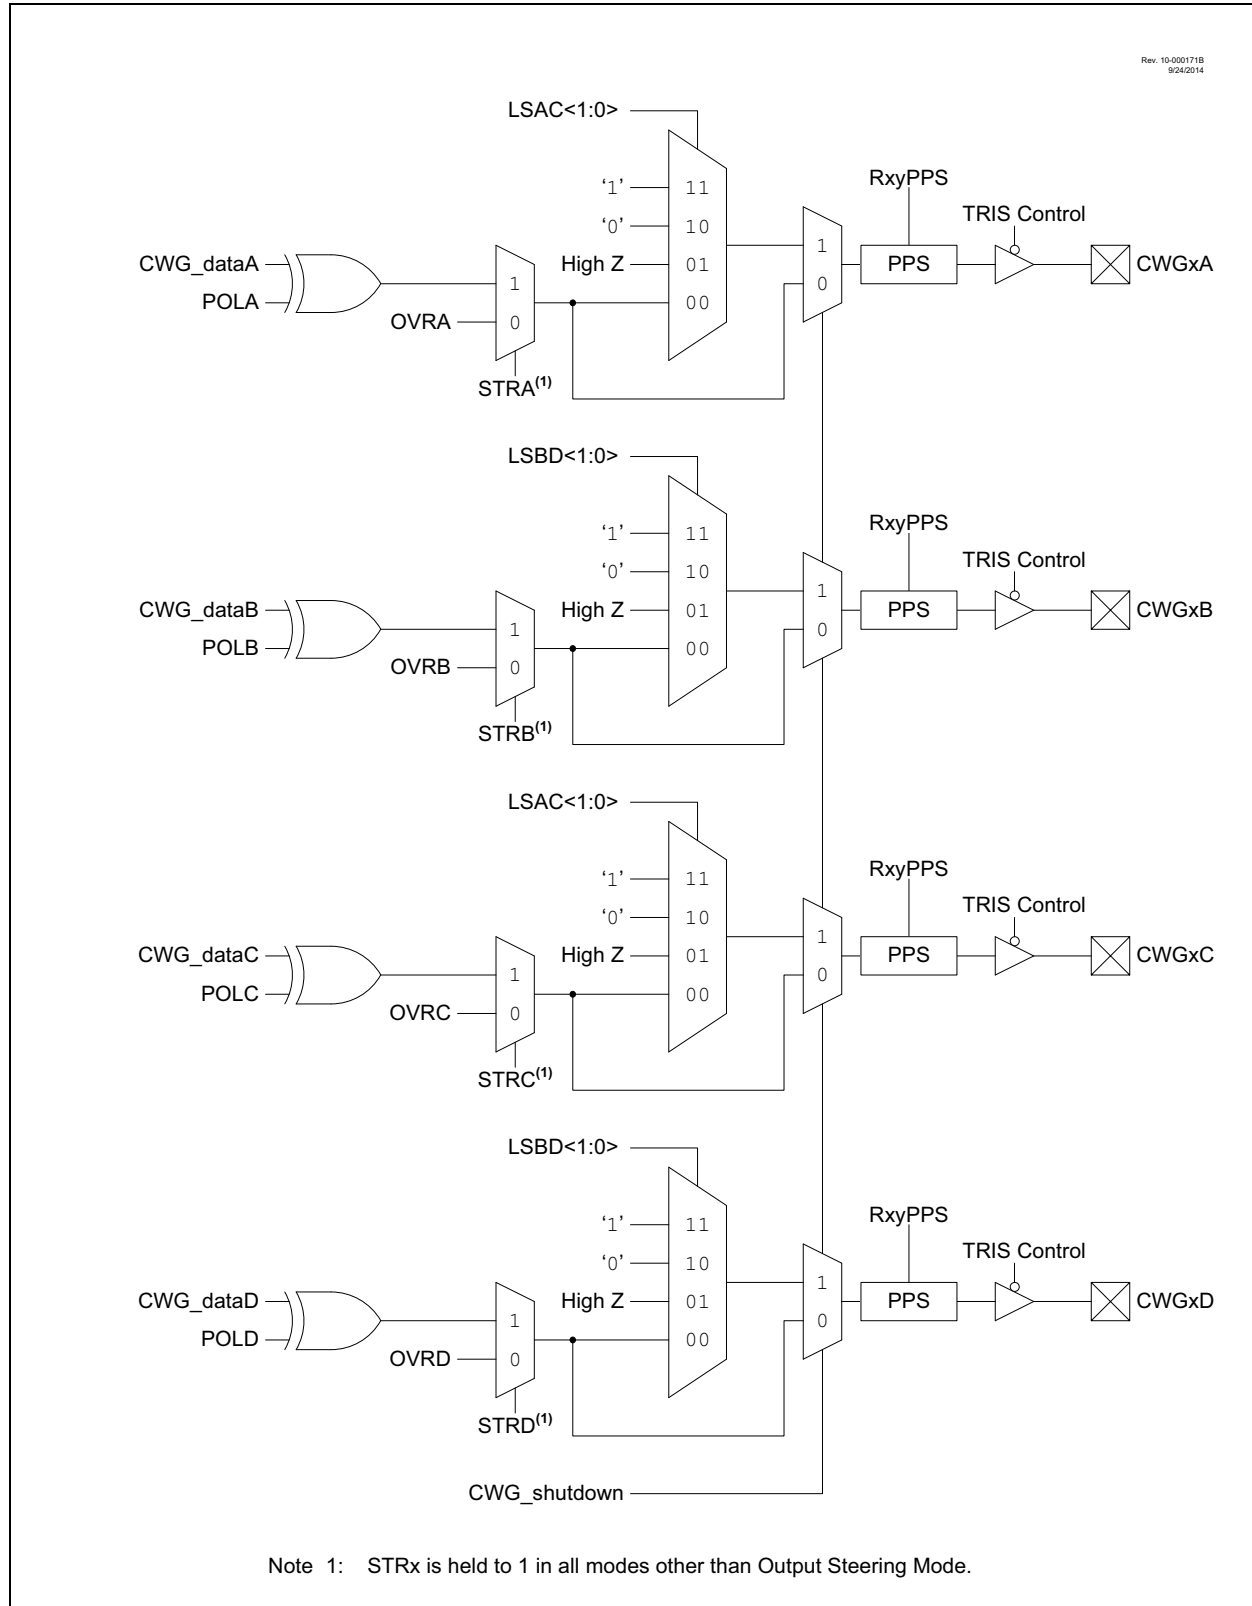 Rev. 10-000171B
9/24/2014
LSAC<1:0>
‘1’ 11
‘0’ 10
High Z 01
00
CWG_dataA
POLA
OVRA
1
0
STRA(1)
1
0
RxyPPS
PPS
TRIS Control
CWGxA
LSBD<1:0>
‘1’ 11
‘0’ 10
High Z 01
00
CWG_dataB
POLB
OVRB
1
0
STRB(1)
1
0
RxyPPS
PPS
TRIS Control
CWGxB
LSAC<1:0>
‘1’ 11
‘0’ 10
High Z 01
00
CWG_dataC
POLC
OVRC
1
0
STRC(1)
1
0
RxyPPS
PPS
TRIS Control
CWGxC
LSBD<1:0>
‘1’ 11
‘0’ 10
High Z 01
00
CWG_dataD
POLD
OVRD
1
0
STRD(1)
1
0
RxyPPS
PPS
TRIS Control
CWGxD
CWG_shutdown
Note 1: STRx is held to 1 in all modes other than Output Steering Mode.